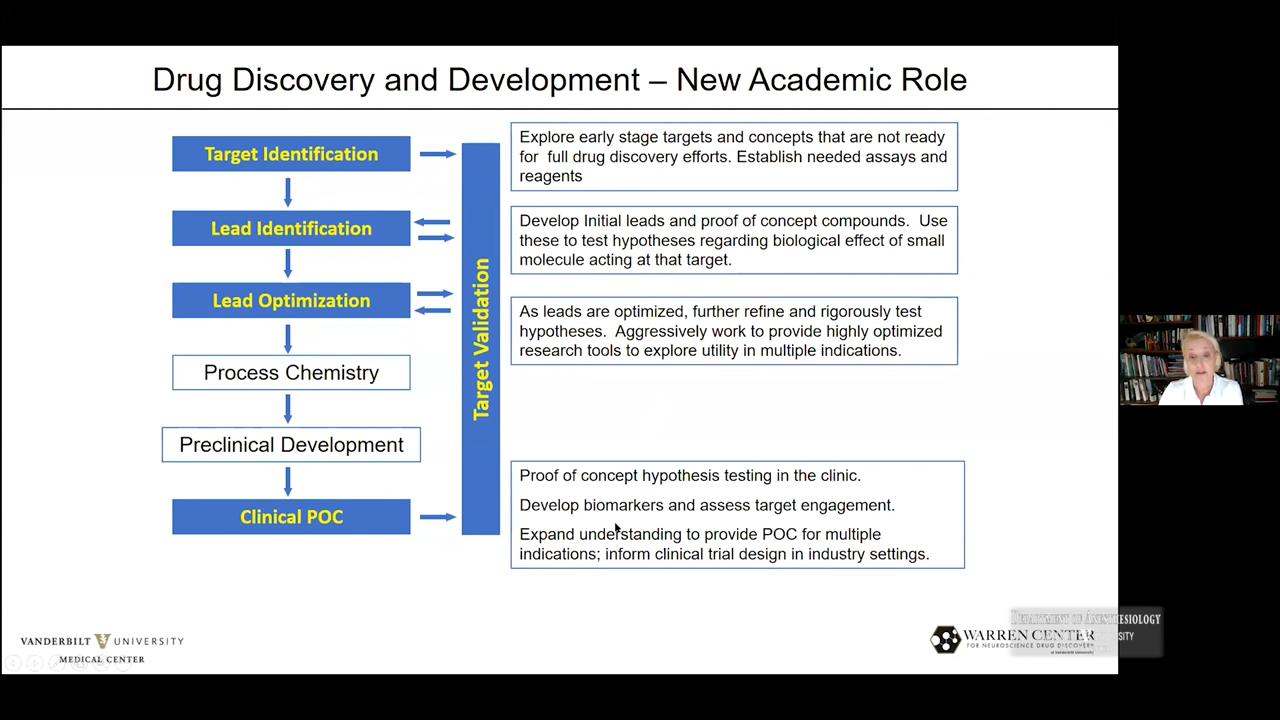 Drug Discovery and Development – New Academic Role
Target Identification
Lead Identification
Lead Optimization
Process Chemistry
Preclinical Development
Clinical POC
Target Validation
Explore early stage targets and concepts that are not ready
for full drug discovery efforts. Establish needed assays and
reagents
Develop Initial leads and proof of concept compounds. Use
these to test hypotheses regarding biological effect of small
molecule acting at that target.
As leads are optimized, further refine and rigorously test
hypotheses. Aggressively work to provide highly optimized
research tools to explore utility in multiple indications.
Proof of concept hypothesis testing in the clinic.
Develop biomarkers and assess target engagement.
Expand understanding to provide POC for multiple
indications; inform clinical trial design in industry settings.
VANDERBILT V UNIVERSITY
MEDICAL CENTER
WARREN CENTER
FOR NEUROSCIENCE DRUG DISCOVERY
at Vanderbilt University
DEPARTMENT OF ANESTHESIOLOGY